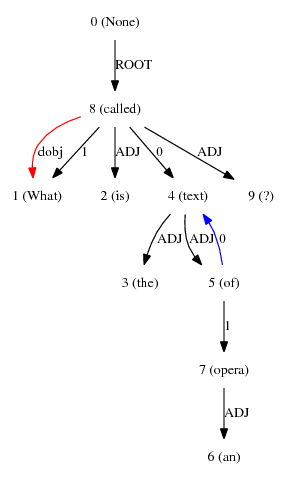 0 (None)
ROOT
8 (called)
dobj 1 ADJ 0 ADJ
1 (What) 2 (is) 4 (text) 9 (?)
ADJ ADJ 0
3 (the) 5 (of)
1
7 (opera)
ADJ
6 (an)